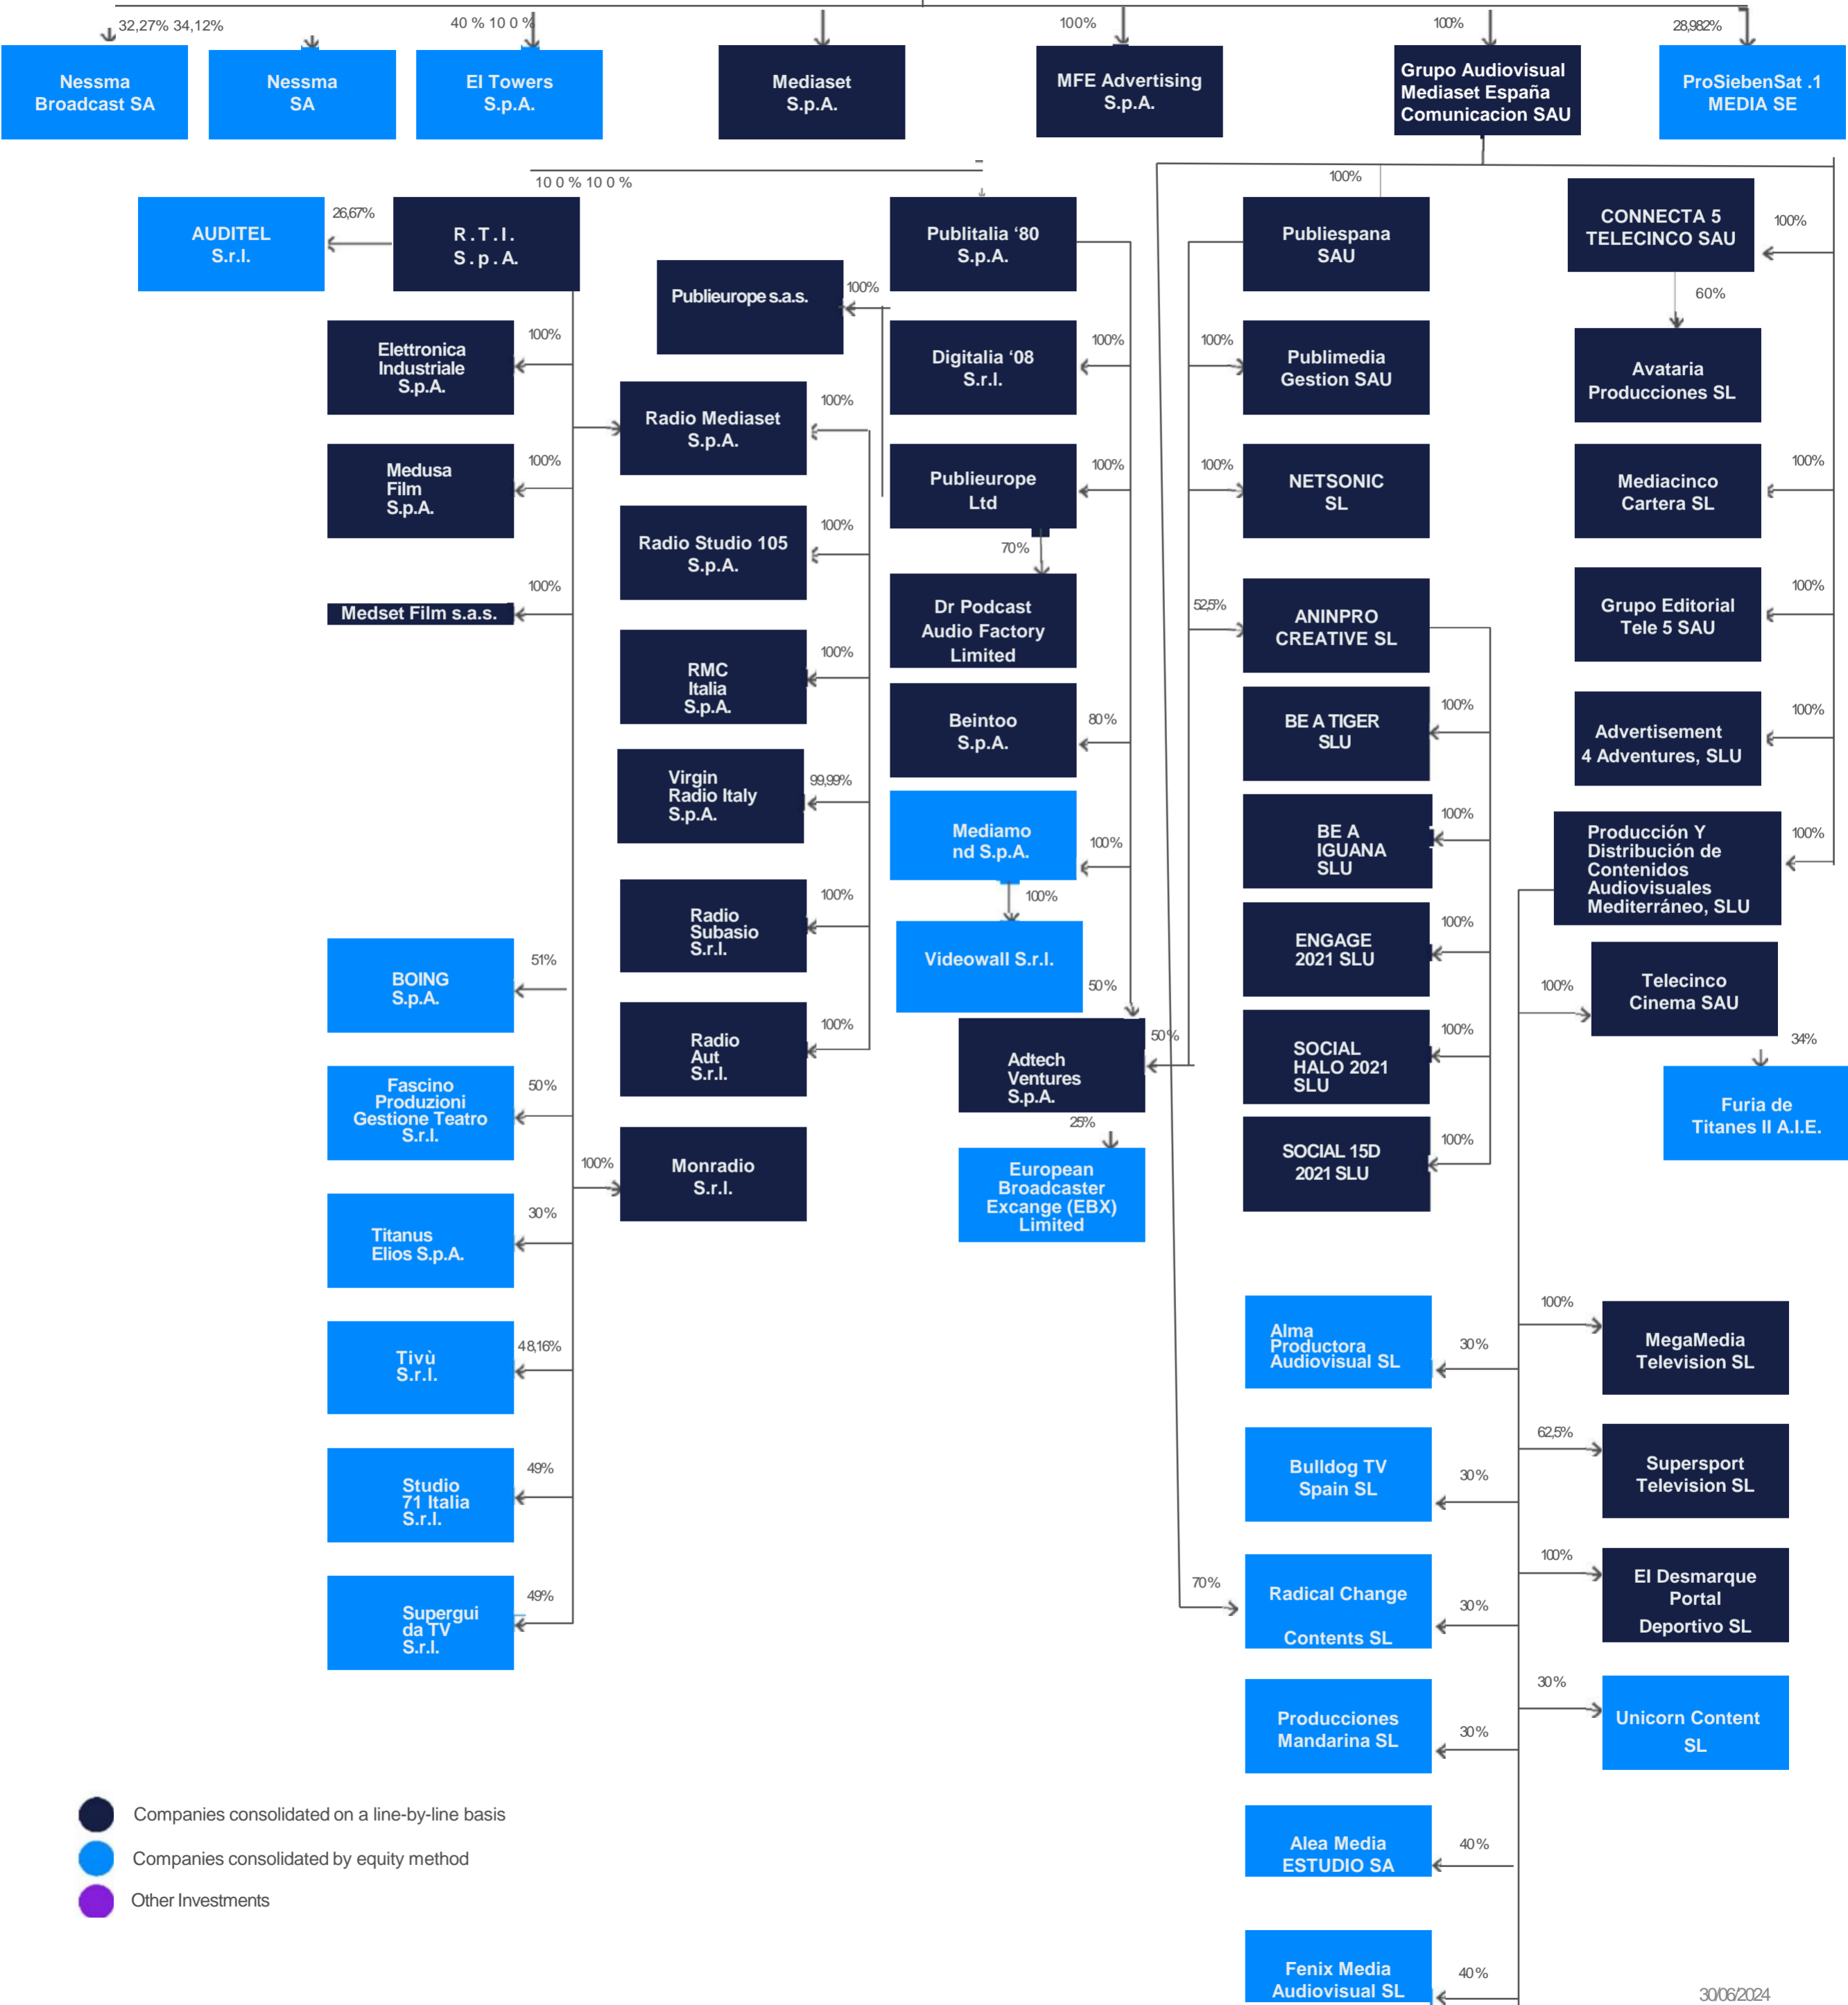 32,27% 34,12%
40 % 10 0 %
100%
100%
28,982%
Nessma
Broadcast SA
Nessma
SA
EI Towers
S.p.A.
Mediaset
S.p.A.
MFE Advertising
S.p.A.
Grupo Audiovisual
Mediaset España
Comunicacion SAU
ProSiebenSat .1
MEDIA SE
10 0 % 10 0 %
100%
AUDITEL
S.r.l.
26,67%
R . T . I .
S . p . A.
Publitalia ‘80
S.p.A.
Publiespana
SAU
CONNECTA 5
TELECINCO SAU
100%
60%
Publieurope s.a.s.
100%
Elettronica
Industriale
S.p.A.
100%
Digitalia ‘08
S.r.l.
100%
100%
Publimedia
Gestion SAU
Avataria
Producciones SL
Radio Mediaset
S.p.A.
100%
Medusa
Film
S.p.A.
100%
Publieurope
Ltd
100%
70%
100%
NETSONIC
SL
Mediacinco
Cartera SL
100%
Radio Studio 105
S.p.A.
100%
Medset Film s.a.s.
100%
Dr Podcast
Audio Factory
Limited
52,5%
ANINPRO
CREATIVE SL
Grupo Editorial
Tele 5 SAU
100%
RMC
Italia
S.p.A.
100%
Beintoo
S.p.A.
80 %
BE A TIGER
SLU
100%
Advertisement
4 Adventures, SLU
100%
Virgin
Radio Italy
S.p.A.
99,99%
Mediamo
nd S.p.A.
100%
100%
BE A
IGUANA
SLU
100%
Producción Y
Distribución de
Contenidos
Audiovisuales
Mediterráneo, SLU
100%
Radio
Subasio
S.r.l.
100%
Videowall S.r.l.
50 %
ENGAGE
2021 SLU
100%
BOING
S.p.A.
51%
100%
Telecinco
Cinema SAU
34%
Radio
Aut
S.r.l.
100%
Adtech
Ventures
S.p.A.
50 %
25%
SOCIAL
HALO 2021
SLU
100%
Fascino
Produzioni
Gestione Teatro
S.r.l.
50%
Furia de
Titanes II A.I.E.
100%
Monradio
S.r.l.
European
Broadcaster
Excange (EBX)
Limited
SOCIAL 15D
2021 SLU
100%
Titanus
Elios S.p.A.
30%
Alma
Productora
Audiovisual SL
30 %
100%
MegaMedia
Television SL
Tivù
S.r.l.
48,16%
Bulldog TV
Spain SL
30 %
62,5%
Supersport
Television SL
Studio
71 Italia
S.r.l.
49%
70%
Radical Change
Contents SL
30 %
100%
El Desmarque
Portal
Deportivo SL
Supergui
da TV
S.r.l.
49%
Producciones
Mandarina SL
30 %
30 %
Unicorn Content
SL
Alea Media
ESTUDIO SA
40 %
Fenix Media
Audiovisual SL
40 %
Companies consolidated on a line-by-line basis
Companies consolidated by equity method
Other Investments
30/06/2024